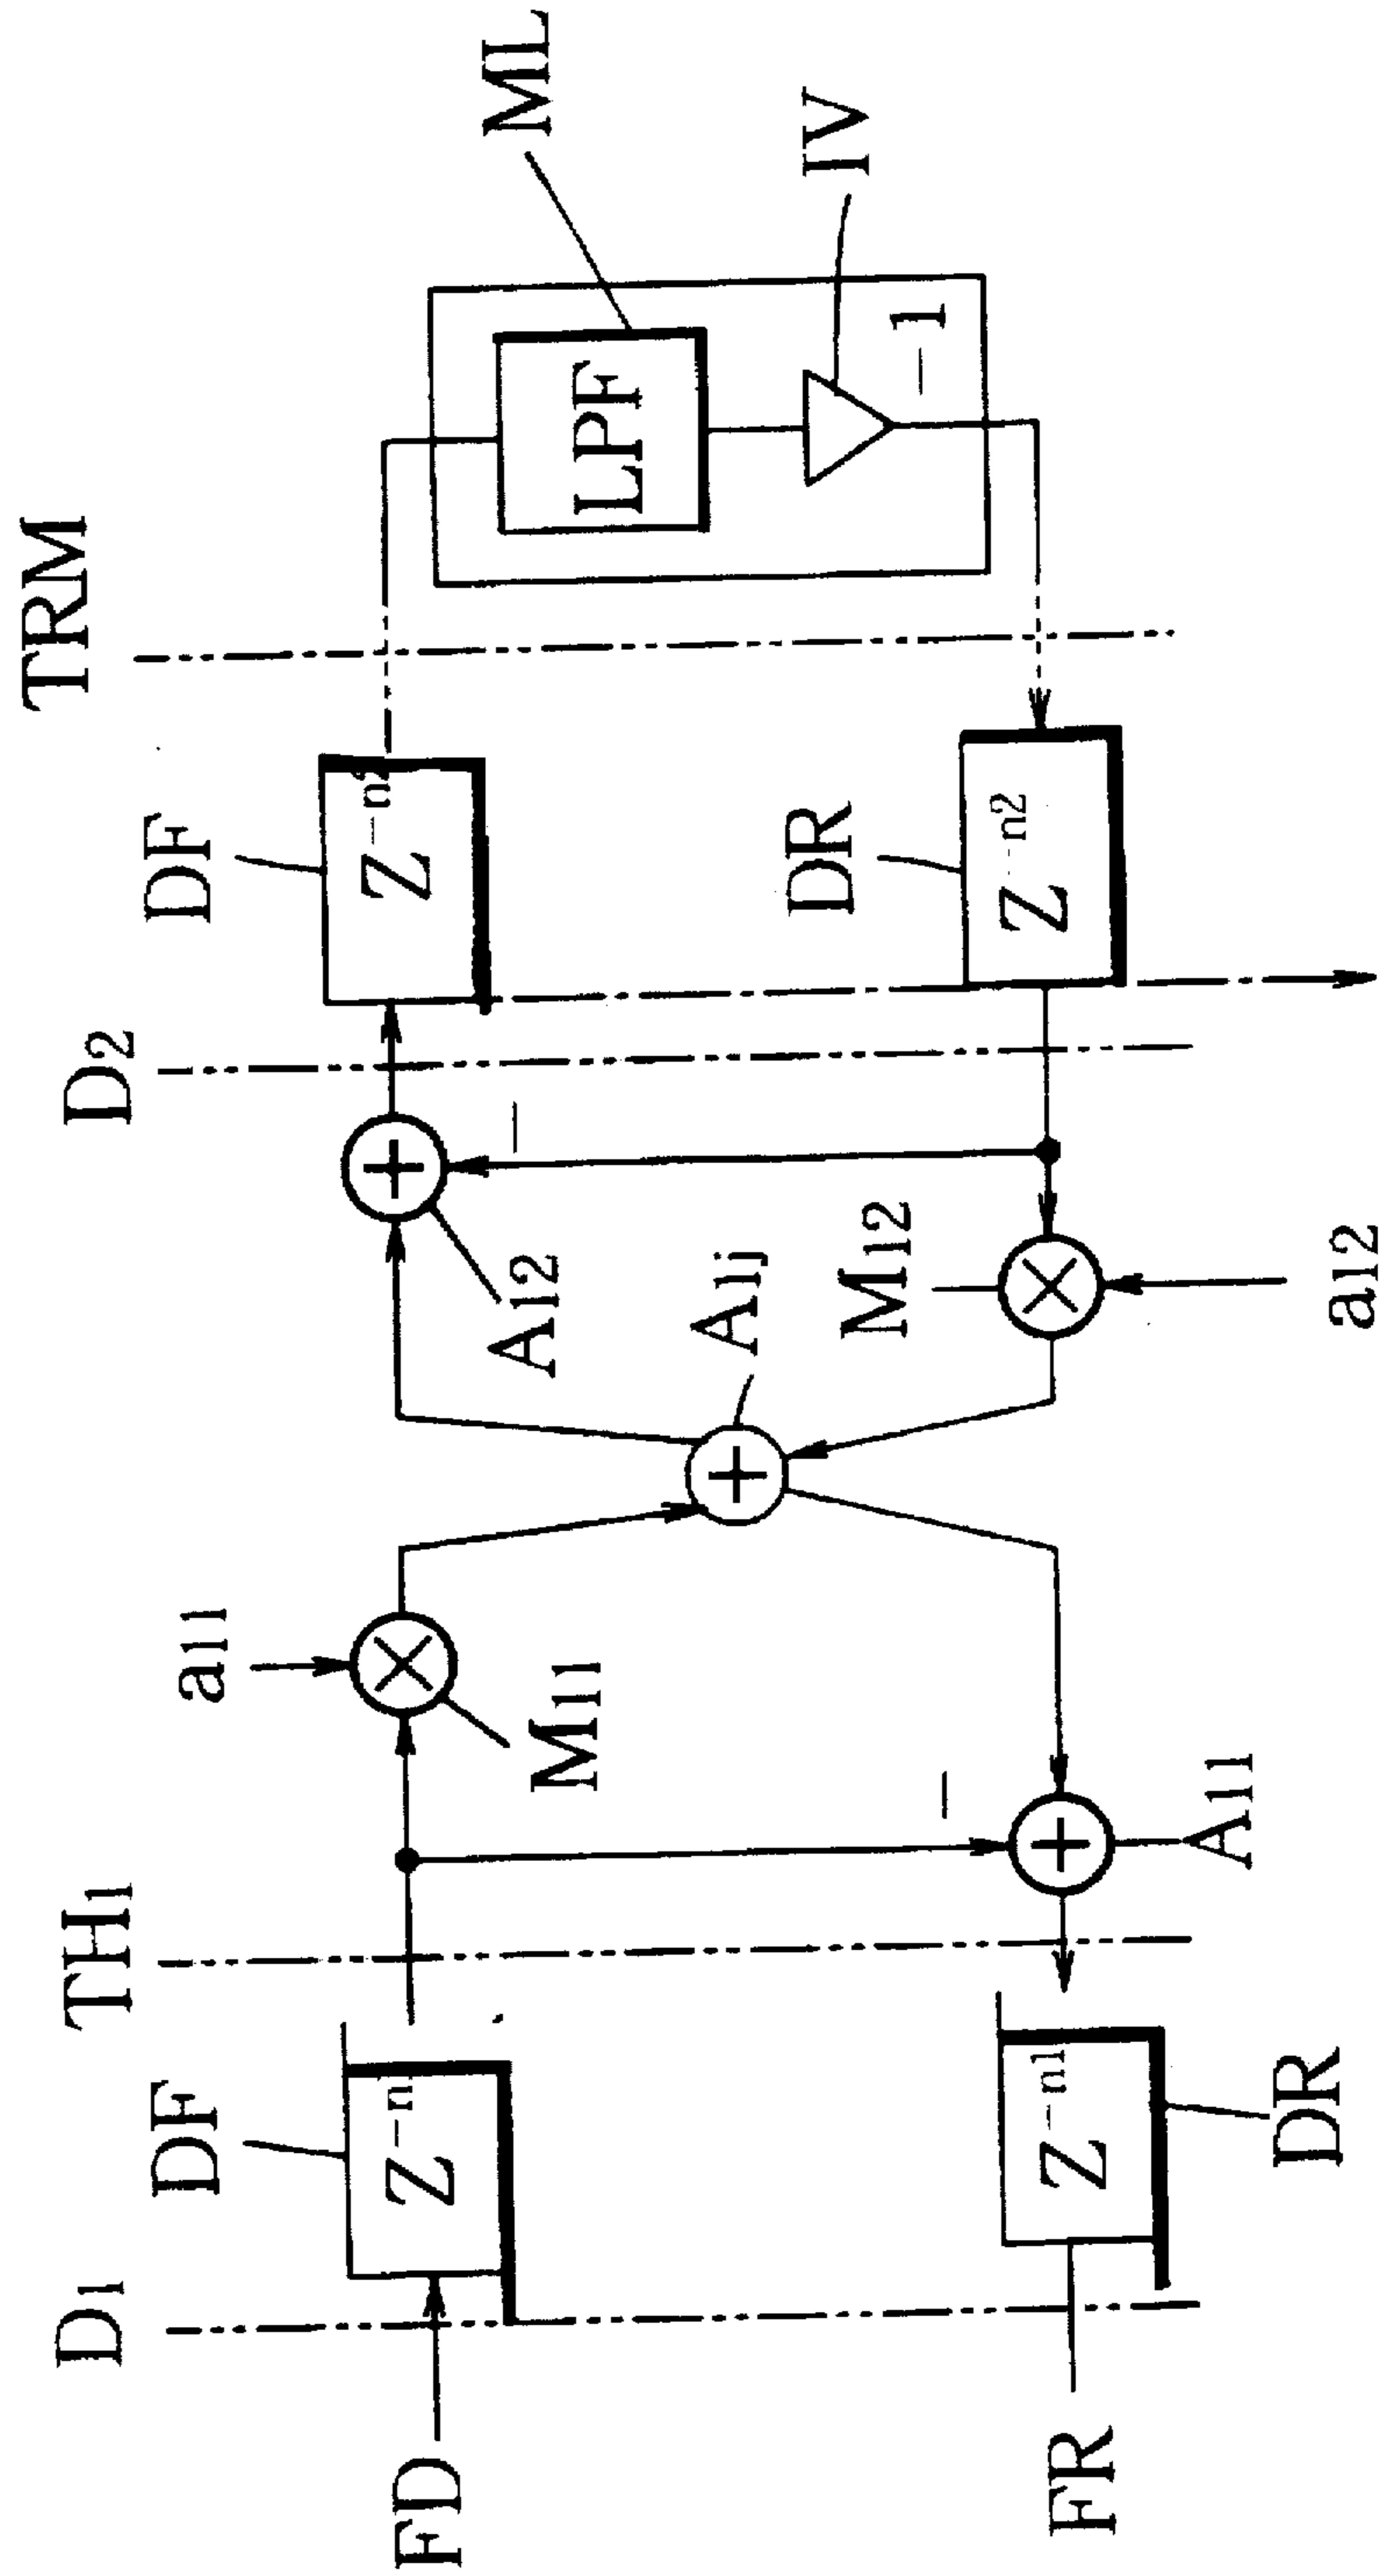 D1
TH1
D2
TRM
DF
a11
DF
FD
Z-n
Z-n2
ML
M11
A12
LPF
A1j
M12
DR
IV
-
-
-1
FR
Z-n1
Z-n2
DR
A11
a12